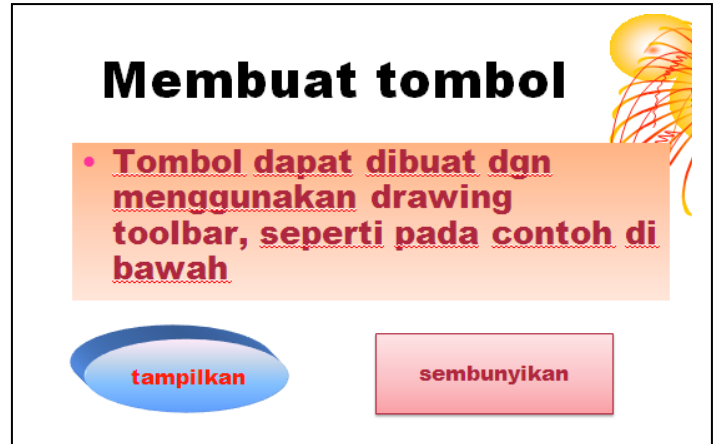 Membuat tombol
• Tombol dapat dibuat dgn
menggunakan drawing
toolbar, seperti pada contoh di
bawah
tampilkan
sembunyikan